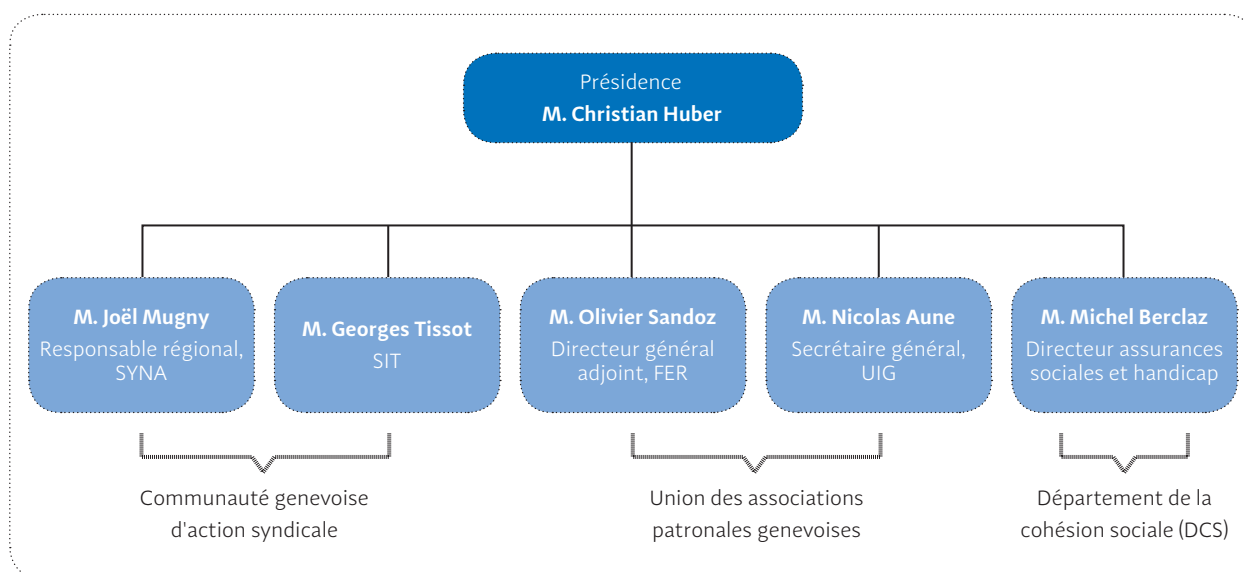 Présidence
M. Christian Huber
M. Joël Mugny
Responsable régional,
SYNA
M. Georges Tissot
SIT
M. Olivier Sandoz
Directeur général
adjoint, FER
M. Nicolas Aune
Secrétaire général,
UIG
M. Michel Berclaz
Directeur assurances
sociales et handicap
Communauté genevoise
d'action syndicale
Union des associations
patronales genevoises
Département de la
cohésion sociale (DCS)